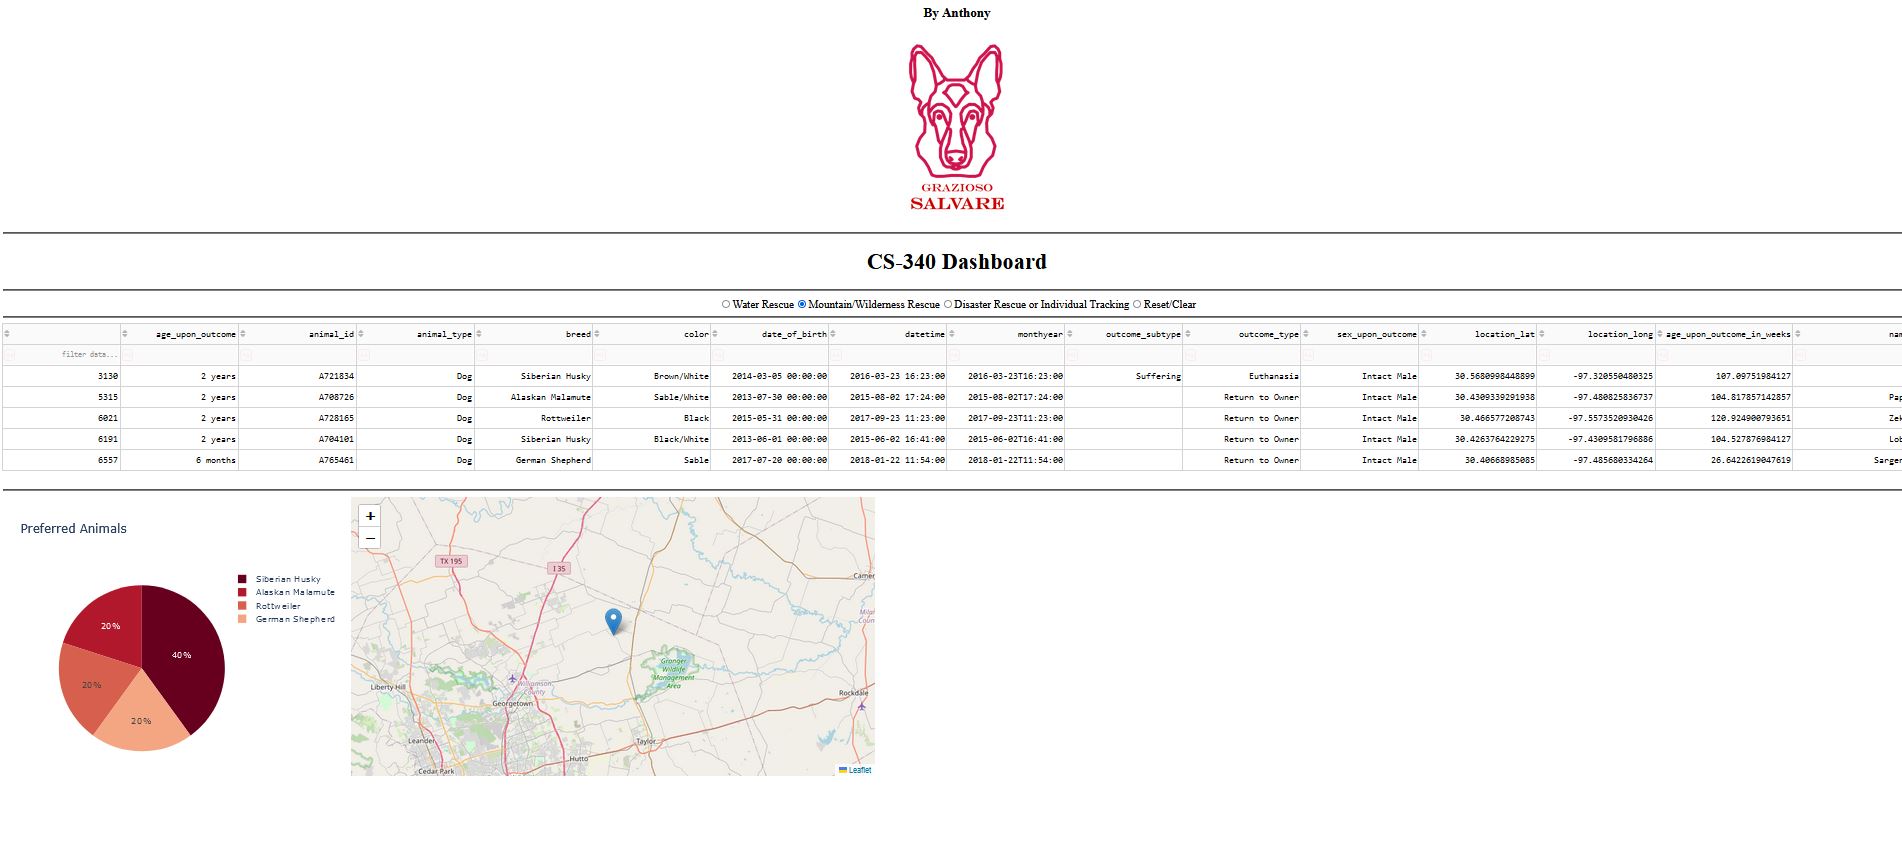 By Anthony
GRAZIOSO
SALVARE
CS-340 Dashboard
Water Rescue Mountain/Wilderness Rescue Disaster Rescue or Individual Tracking Reset/Clear
age_upon_outcome animal_id animal_type breed color date_of_birth datetime monthyear outcome_subtype outcome_type sex_upon_outcome location_lat location_long age_upon_outcome_in_weeks nam
filter data...
3130 2 years A721834 Dog Siberian Husky Brown/White 2014-03-05 00:00:00 2016-03-23 16:23:00 2016-03-23T16:23:00 Suffering Euthanasia Intact Male 30.5680998448899 -97.320550480325 107.09751984127
5315 2 years A708726 Dog Alaskan Malamute Sable/White 2013-07-30 00:00:00 2015-08-02 17:24:00 2015-08-02T17:24:00 Return to Owner Intact Male 30.4309339291938 -97.480825836737 104.817857142857 Pap
6021 2 years A728165 Dog Rottweiler Black 2015-05-31 00:00:00 2017-09-23 11:23:00 2017-09-23T11:23:00 Return to Owner Intact Male 30.466577208743 -97.5573520930426 120.924900793651 Zek
6191 2 years A704101 Dog Siberian Husky Black/White 2013-06-01 00:00:00 2015-06-02 16:41:00 2015-06-02T16:41:00 Return to Owner Intact Male 30.4263764229275 -97.4309581796886 104.527876984127 Lob
6557 6 months A765461 Dog German Shepherd Sable 2017-07-20 00:00:00 2018-01-22 11:54:00 2018-01-22T11:54:00 Return to Owner Intact Male 30.40668985085 -97.485680334264 26.6422619047619 Sarge
Preferred Animals
Siberian Husky
Alaskan Malamute
Rottweiler
German Shepherd
20%
40%
20%
20%
+
−
TX 195
I 35
Camer
Milam
Coun
Granger
Wildlife
Management
Area
Liberty Hill
Williamson
County
Georgetown
Rockdale
Leander
Taylor
Hutto
Cedar Park
Leaflet